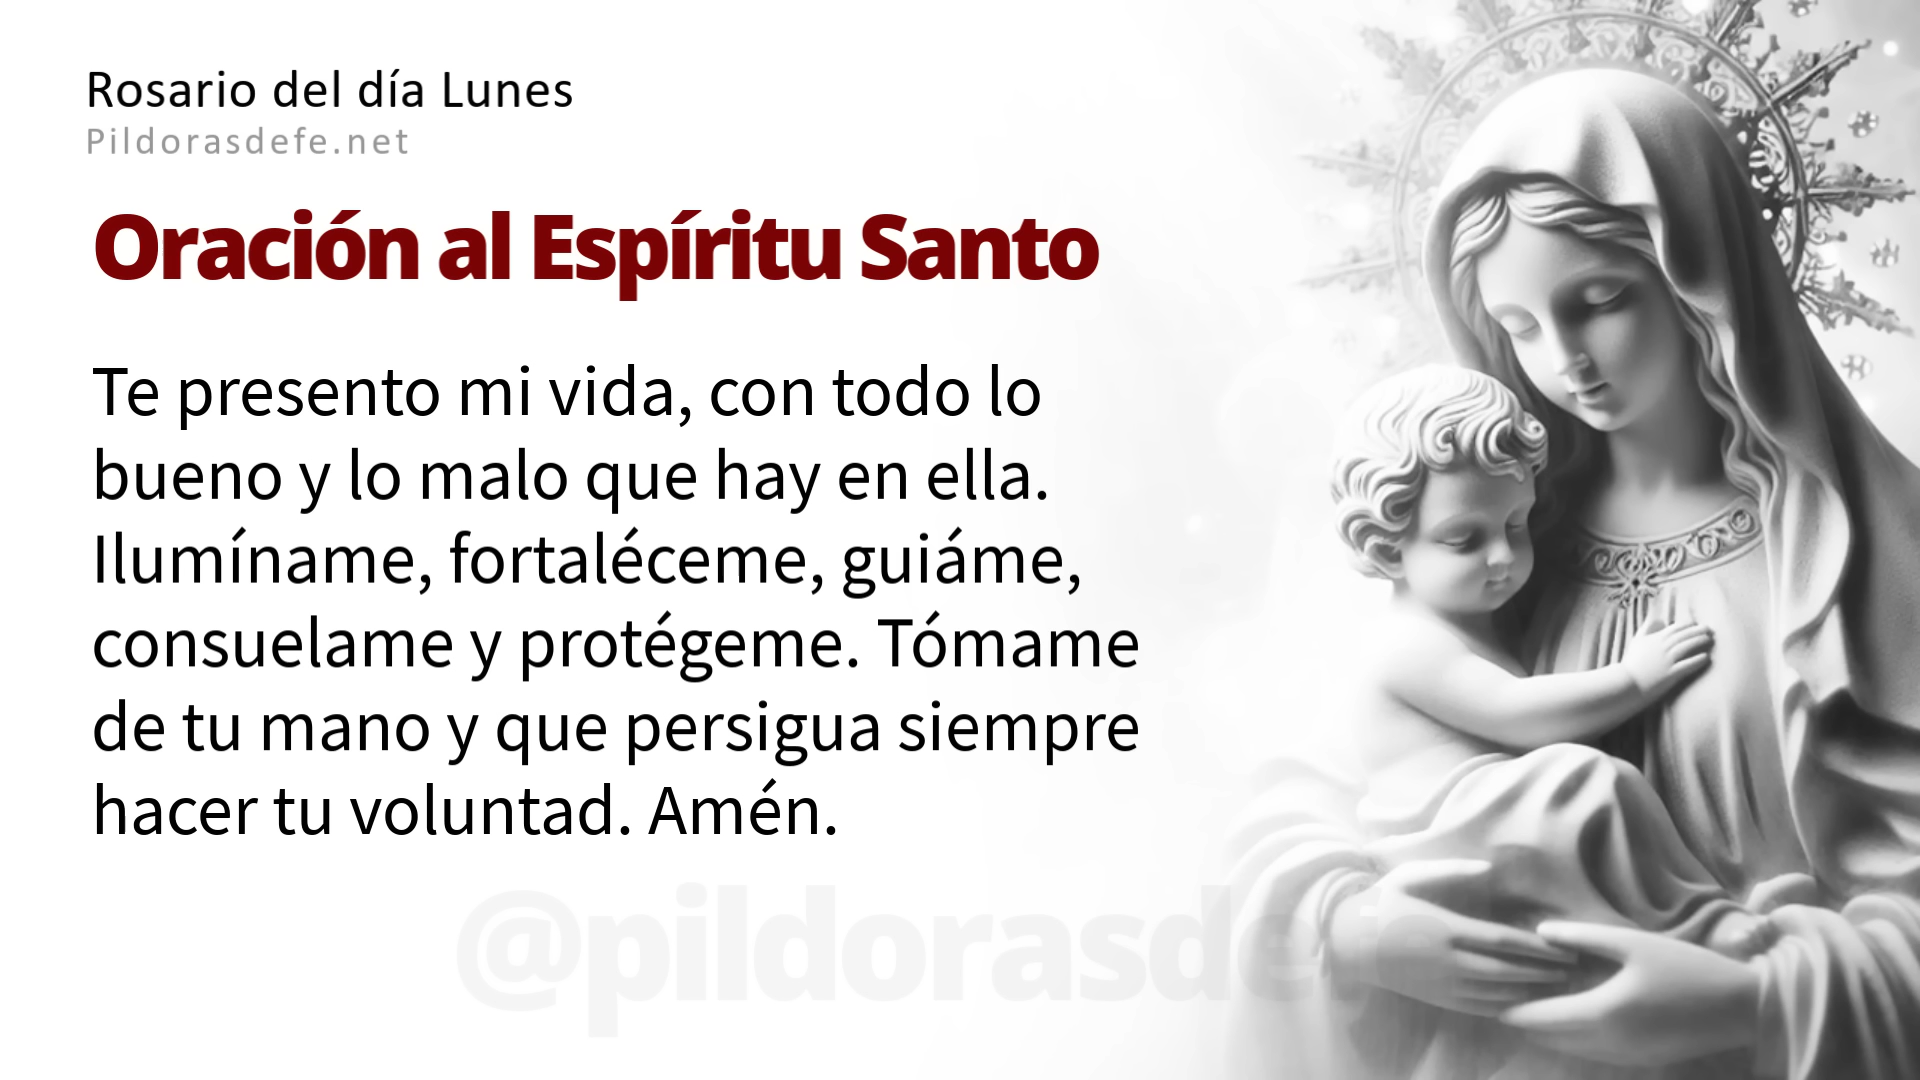 Rosario del día Lunes
Pildorasdefe.net
Oración al Espíritu Santo
Te presento mi vida, con todo lo
bueno y lo malo que hay en ella.
Ilumíname, fortaléceme, guiáme,
consuelame y protégeme. Tómame
de tu mano y que persigua siempre
hacer tu voluntad. Amén.
@pildorasdefe